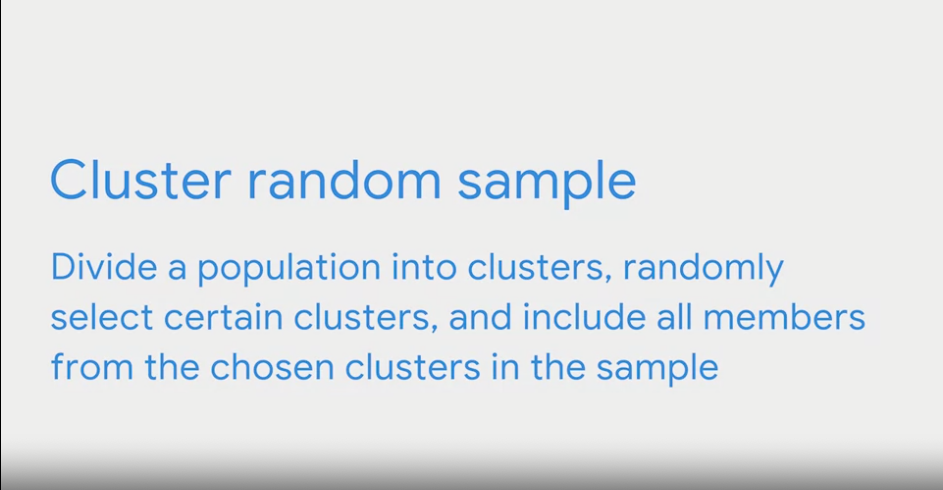 Cluster random sample
Divide a population into clusters, randomly
select certain clusters, and include all members
from the chosen clusters in the sample